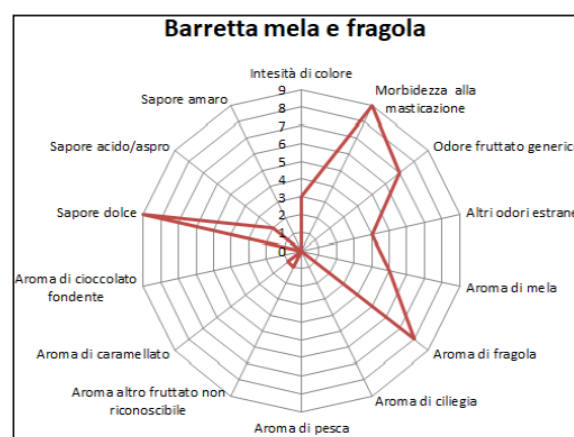 Barretta mela e fragola
Intesità di colore
Sapore amaro
Morbidezza alla
masticazione
Sapore acido/aspro
Odore fruttato generico
Sapore dolce
Altri odori estrane
Aroma di cioccolato
fondente
Aroma di mela
Aroma di caramellato
Aroma di fragola
Aroma altro fruttato non
riconoscibile
Aroma di ciliegia
Aroma di pesca
9
8
7
6
5
4
3
2
1
0